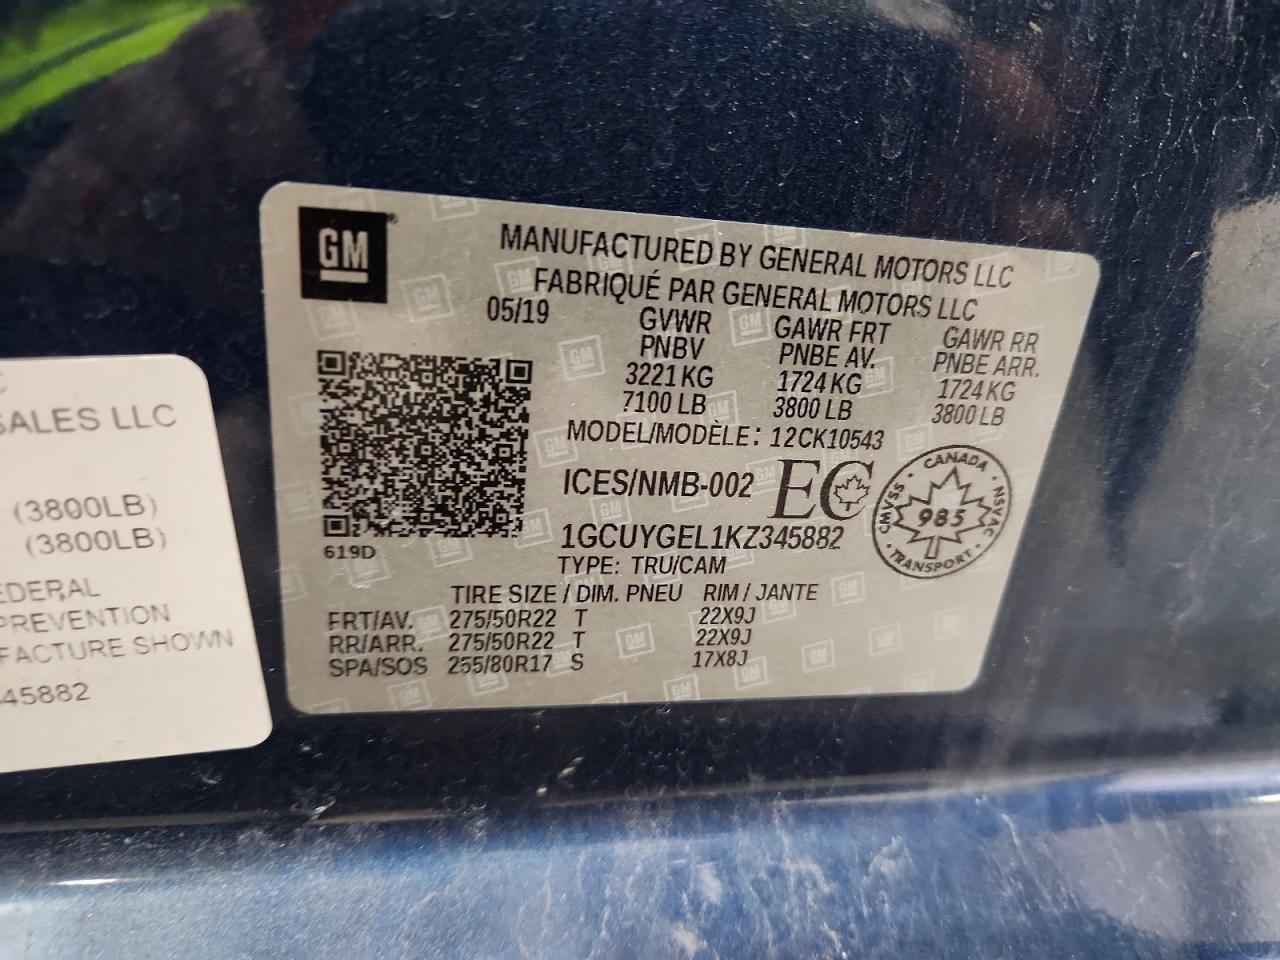 GM
MANUFACTURED BY GENERAL MOTORS LLC
FABRIQUÉ PAR GENERAL MOTORS LLC
05/19
GVWR GAWR FRT GAWR RR
PNBV PNBE AV. PNBE ARR.
3221 KG 1724 KG 1724 KG
7100 LB 3800 LB 3800 LB
MODEL/MODÈLE: 12CK10543
ICES/NMB-002 EC
CANADA
CMVSS 985 NSVAC
TRANSPORT
1GCUYGEL1KZ345882
619D
TYPE: TRU/CAM
TIRE SIZE / DIM. PNEU RIM / JANTE
FRT/AV. 275/50R22 T 22X9J
RR/ARR. 275/50R22 T 22X9J
SPA/SOS 255/80R17 S 17X8J
SALES LLC
(3800LB)
(3800LB)
EDERAL
PREVENTION
FACTURE SHOWN
345882